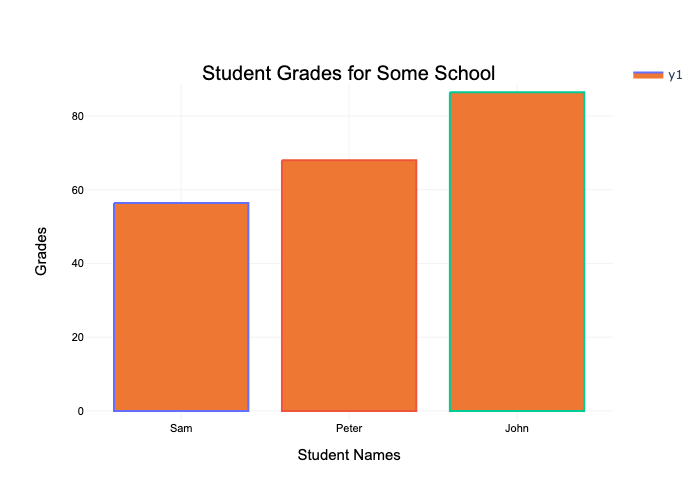 Student Grades for Some School
y1
80
60
40
20
0
Grades
Sam Peter John
Student Names